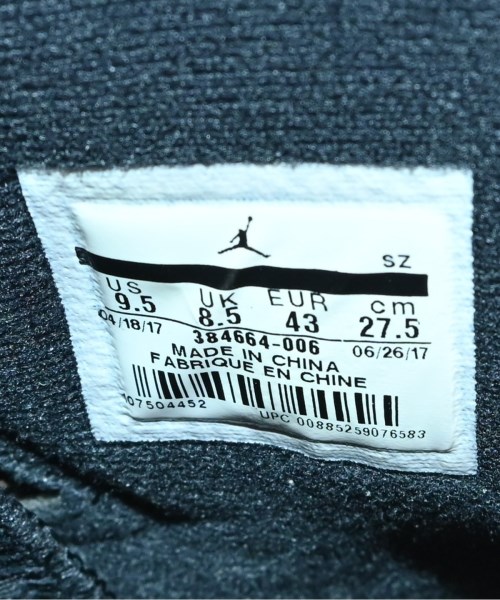 SZ
US UK EUR cm
9.5 8.5 43 27.5
04/18/17 384664-006 06/26/17
MADE IN CHINA
FABRIQUE EN CHINE
107504452 UPC 00885259076583